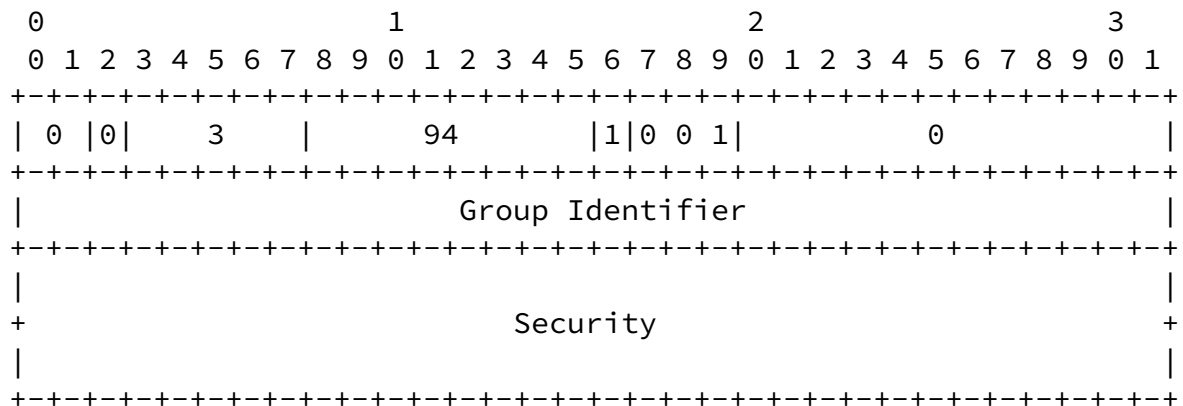 0                   1                   2                   3
 0 1 2 3 4 5 6 7 8 9 0 1 2 3 4 5 6 7 8 9 0 1 2 3 4 5 6 7 8 9 0 1
+-+-+-+-+-+-+-+-+-+-+-+-+-+-+-+-+-+-+-+-+-+-+-+-+-+-+-+-+-+-+-+-+
| 0 |0|    3    |      94       |1|0 0 1|          0            |
+-+-+-+-+-+-+-+-+-+-+-+-+-+-+-+-+-+-+-+-+-+-+-+-+-+-+-+-+-+-+-+-+
|                        Group Identifier                       |
+-+-+-+-+-+-+-+-+-+-+-+-+-+-+-+-+-+-+-+-+-+-+-+-+-+-+-+-+-+-+-+-+
|                                                               |
+                           Security                            +
|                                                               |
+-+-+-+-+-+-+-+-+-+-+-+-+-+-+-+-+-+-+-+-+-+-+-+-+-+-+-+-+-+-+-+-+